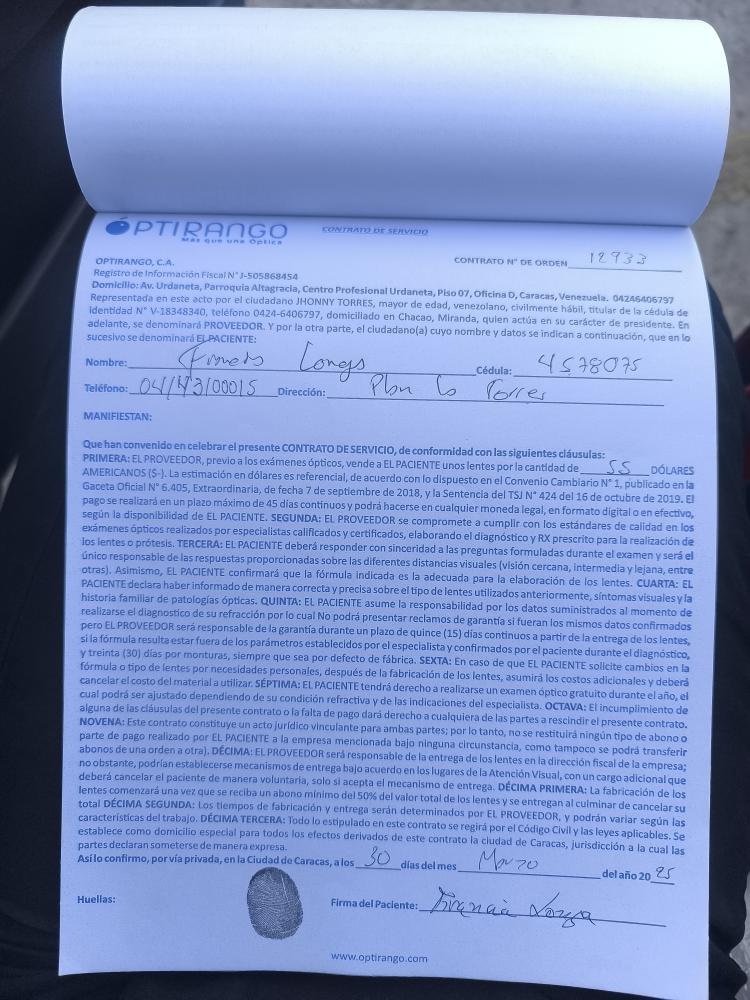 ÓPTIRANGO
Más que una Óptica
CONTRATO DE SERVICIO
CONTRATO N° DE ORDEN 12933
OPTIRANGO, C.A.
Registro de Información Fiscal N° J-505868454
Domicilio: Av. Urdaneta, Parroquia Altagracia, Centro Profesional Urdaneta, Piso 07, Oficina D, Caracas, Venezuela. 04246406797
Representada en este acto por el ciudadano JHONNY TORRES, mayor de edad, venezolano, civilmente hábil, titular de la cédula de
Identidad N° V-18348340, teléfono 0424-6406797, domiciliado en Chacao, Miranda, quien actúa en su carácter de presidente. En
adelante, se denominará PROVEEDOR. Y por la otra parte, el ciudadano(a) cuyo nombre y datos se indican a continuación, que en lo
sucesivo se denominará EL PACIENTE:
Nombre: Cédula: 4578075
Teléfono: Dirección: Torres
MANIFIESTAN:
Que han convenido en celebrar el presente CONTRATO DE SERVICIO, de conformidad con las siguientes cláusulas:
PRIMERA: EL PROVEEDOR, previo a los exámenes ópticos, vende a EL PACIENTE unos lentes por la cantidad de 55 DÓLARES
AMERICANOS ($-). La estimación en dólares es referencial, de acuerdo con lo dispuesto en el Convenio Cambiario N° 1, publicado en la
Gaceta Oficial N° 6.405, Extraordinaria, de fecha 7 de septiembre de 2018, y la Sentencia del TSJ N° 424 del 16 de octubre de 2019. El
pago se realizará en un plazo máximo de 45 días continuos y podrá hacerse en cualquier moneda legal, en formato digital o en efectivo,
según la disponibilidad de EL PACIENTE. SEGUNDA: EL PROVEEDOR se compromete a cumplir con los estándares de calidad en los
exámenes ópticos realizados por especialistas calificados y certificados, elaborando el diagnóstico y RX prescrito para la realización de
los lentes o prótesis. TERCERA: EL PACIENTE deberá responder con sinceridad a las preguntas formuladas durante el examen y será el
único responsable de las respuestas proporcionadas sobre las diferentes distancias visuales (visión cercana, intermedia y lejana, entre
otras). Asimismo, EL PACIENTE confirmará que la fórmula indicada es la adecuada para la elaboración de los lentes. CUARTA: EL
PACIENTE declara haber informado de manera correcta y precisa sobre el tipo de lentes utilizados anteriormente, síntomas visuales y la
historia familiar de patologías ópticas. QUINTA: EL PACIENTE asume la responsabilidad por los datos suministrados al momento de
realizarse el diagnostico de su refracción por lo cual No podrá presentar reclamos de garantía si fueran los mismos datos confirmados
pero EL PROVEEDOR será responsable de la garantía durante un plazo de quince (15) días continuos a partir de la entrega de los lentes,
si la fórmula resulta estar fuera de los parámetros establecidos por el especialista y confirmados por el paciente durante el diagnóstico,
y treinta (30) días por monturas, siempre que sea por defecto de fábrica. SEXTA: En caso de que EL PACIENTE solicite cambios en la
fórmula o tipo de lentes por necesidades personales, después de la fabricación de los lentes, asumirá los costos adicionales y deberá
cancelar el costo del material a utilizar. SÉPTIMA: EL PACIENTE tendrá derecho a realizarse un examen óptico gratuito durante el año, el
cual podrá ser ajustado dependiendo de su condición refractiva y de las indicaciones del especialista. OCTAVA: El incumplimiento de
alguna de las cláusulas del presente contrato o la falta de pago dará derecho a cualquiera de las partes a rescindir el presente contrato.
NOVENA: Este contrato constituye un acto jurídico vinculante para ambas partes; por lo tanto, no se restituirá ningún tipo de abono o
parte de pago realizado por EL PACIENTE a la empresa mencionada bajo ninguna circunstancia, como tampoco se podrá transferir
abonos de una orden a otra). DÉCIMA: EL PROVEEDOR será responsable de la entrega de los lentes en la dirección fiscal de la empresa;
no obstante, podrían establecerse mecanismos de entrega bajo acuerdo en los lugares de la Atención Visual, con un cargo adicional que
deberá cancelar el paciente de manera voluntaria, solo si acepta el mecanismo de entrega. DÉCIMA PRIMERA: La fabricación de los
lentes comenzará una vez que se reciba un abono mínimo del 50% del valor total de los lentes y se entregan al culminar de cancelar su
total DÉCIMA SEGUNDA: Los tiempos de fabricación y entrega serán determinados por EL PROVEEDOR, y podrán variar según las
características del trabajo. DÉCIMA TERCERA: Todo lo estipulado en este contrato se regirá por el Código Civil y las leyes aplicables. Se
establece como domicilio especial para todos los efectos derivados de este contrato la ciudad de Caracas, jurisdicción a la cual las
partes declaran someterse de manera expresa.
Así lo confirmo, por vía privada, en la Ciudad de Caracas, a los 30 días del mes Marzo del año 2025
Huellas:
Firma del Paciente:
www.optirango.com